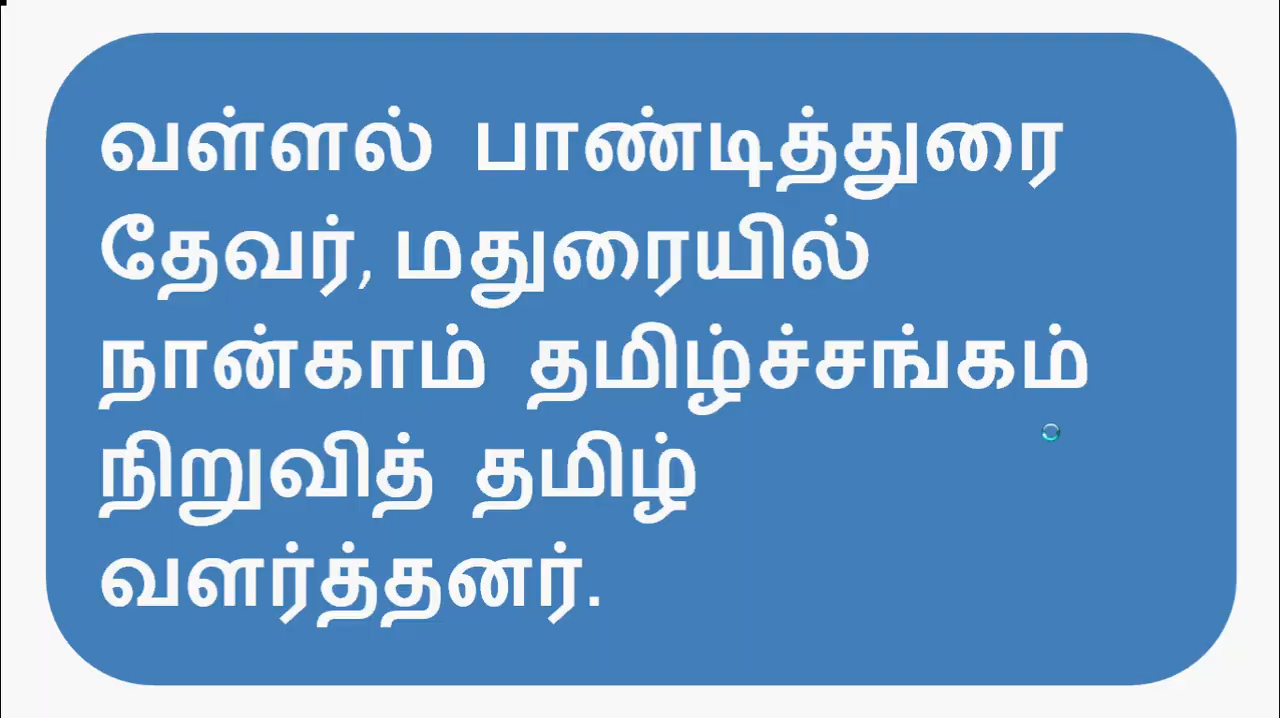 வள்ளல் பாண்டித்துரை
தேவர், மதுரையில்
நான்காம் தமிழ்ச்சங்கம்
நிறுவித் தமிழ்
வளர்த்தனர்.